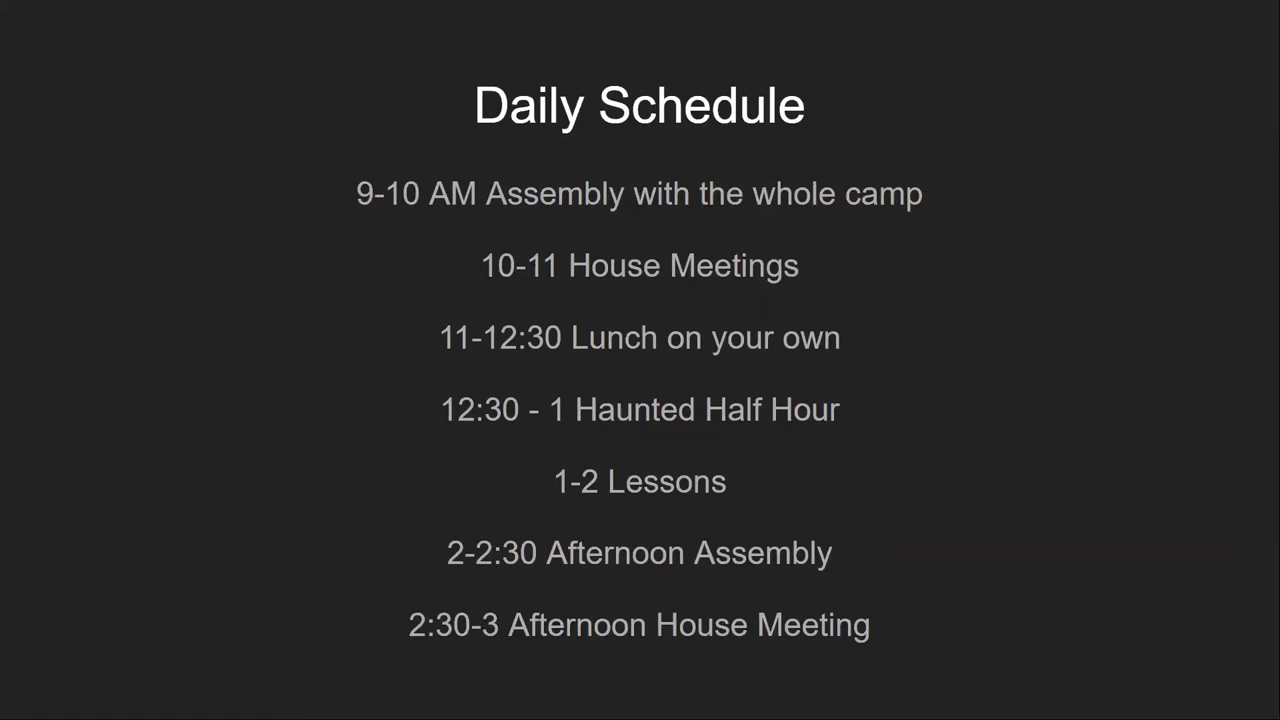 Daily Schedule
9-10 AM Assembly with the whole camp
10-11 House Meetings
11-12:30 Lunch on your own
12:30 - 1 Haunted Half Hour
1-2 Lessons
2-2:30 Afternoon Assembly
2:30-3 Afternoon House Meeting